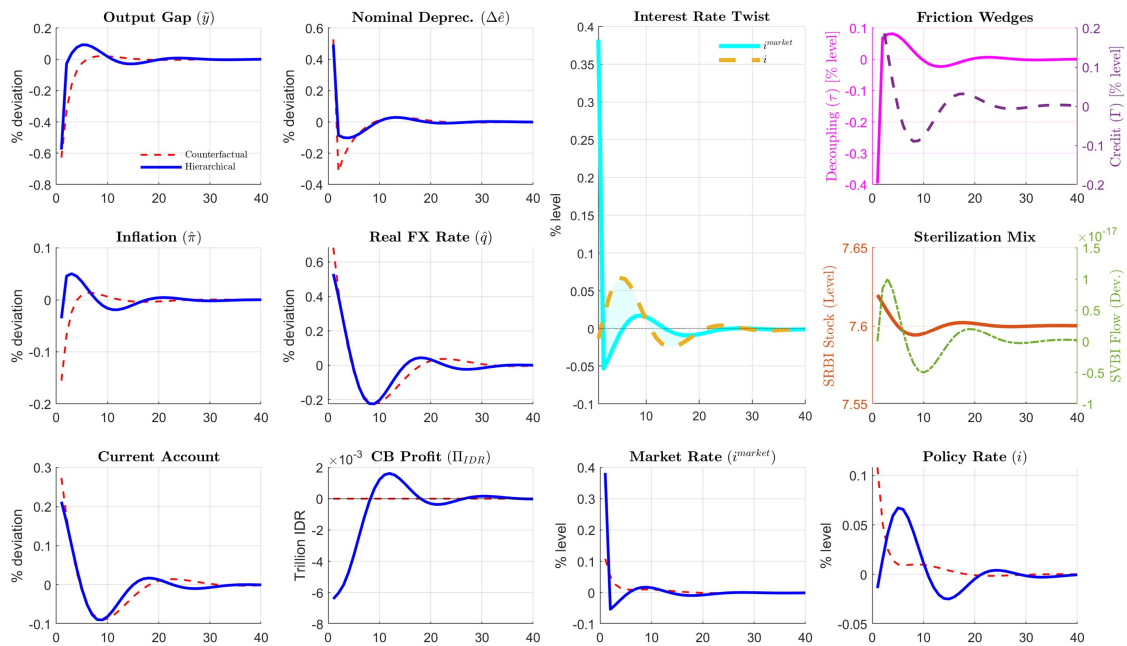 Output Gap (ỹ)
% deviation
0.2
0
-0.2
-0.4
-0.6
-0.8
0 10 20 30 40
Counterfactual
Hierarchical
Nominal Deprec. (Δê)
% deviation
0.6
0.4
0.2
0
-0.2
-0.4
0 10 20 30 40
Interest Rate Twist
% level
0.4
0.35
0.3
0.25
0.2
0.15
0.1
0.05
0
-0.05
-0.1
10 20 30 40
i^market
i
Friction Wedges
Decoupling (τ) [% level]
0.1
0
-0.1
-0.2
-0.3
-0.4
0 10 20 30 40
Credit (Γ) [% level]
0.2
0.1
0
-0.1
-0.2
Inflation (π̂)
% deviation
0.1
0
-0.1
-0.2
0 10 20 30 40
Real FX Rate (q̂)
% deviation
0.6
0.4
0.2
0
-0.2
0 10 20 30 40
Sterilization Mix
SRBI Stock (Level)
7.65
7.6
7.55
0 10 20 30 40
×10⁻¹⁷
SVBI Flow (Dev.)
1.5
1
0.5
0
-0.5
-1
Current Account
% deviation
0.3
0.2
0.1
0
-0.1
0 10 20 30 40
CB Profit (Π_IDR)
×10⁻³
Trillion IDR
2
0
-2
-4
-6
-8
0 10 20 30 40
Market Rate (i^market)
% level
0.4
0.3
0.2
0.1
0
-0.1
0 10 20 30 40
Policy Rate (i)
% level
0.1
0.05
0
-0.05
0 10 20 30 40